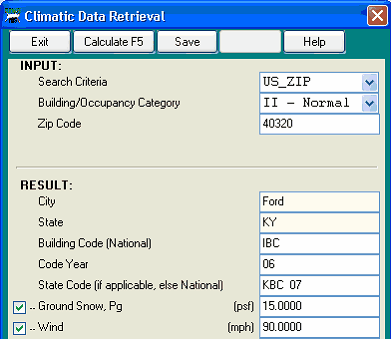 Climatic Data Retrieval
Exit Calculate F5 Save Help
INPUT:
Search Criteria US_ZIP
Building/Occupancy Category II - Normal
Zip Code 40320
RESULT:
City Ford
State KY
Building Code (National) IBC
Code Year 06
State Code (if applicable, else National) KBC 07
.. Ground Snow, Pg (psf) 15.0000
.. Wind (mph) 90.0000